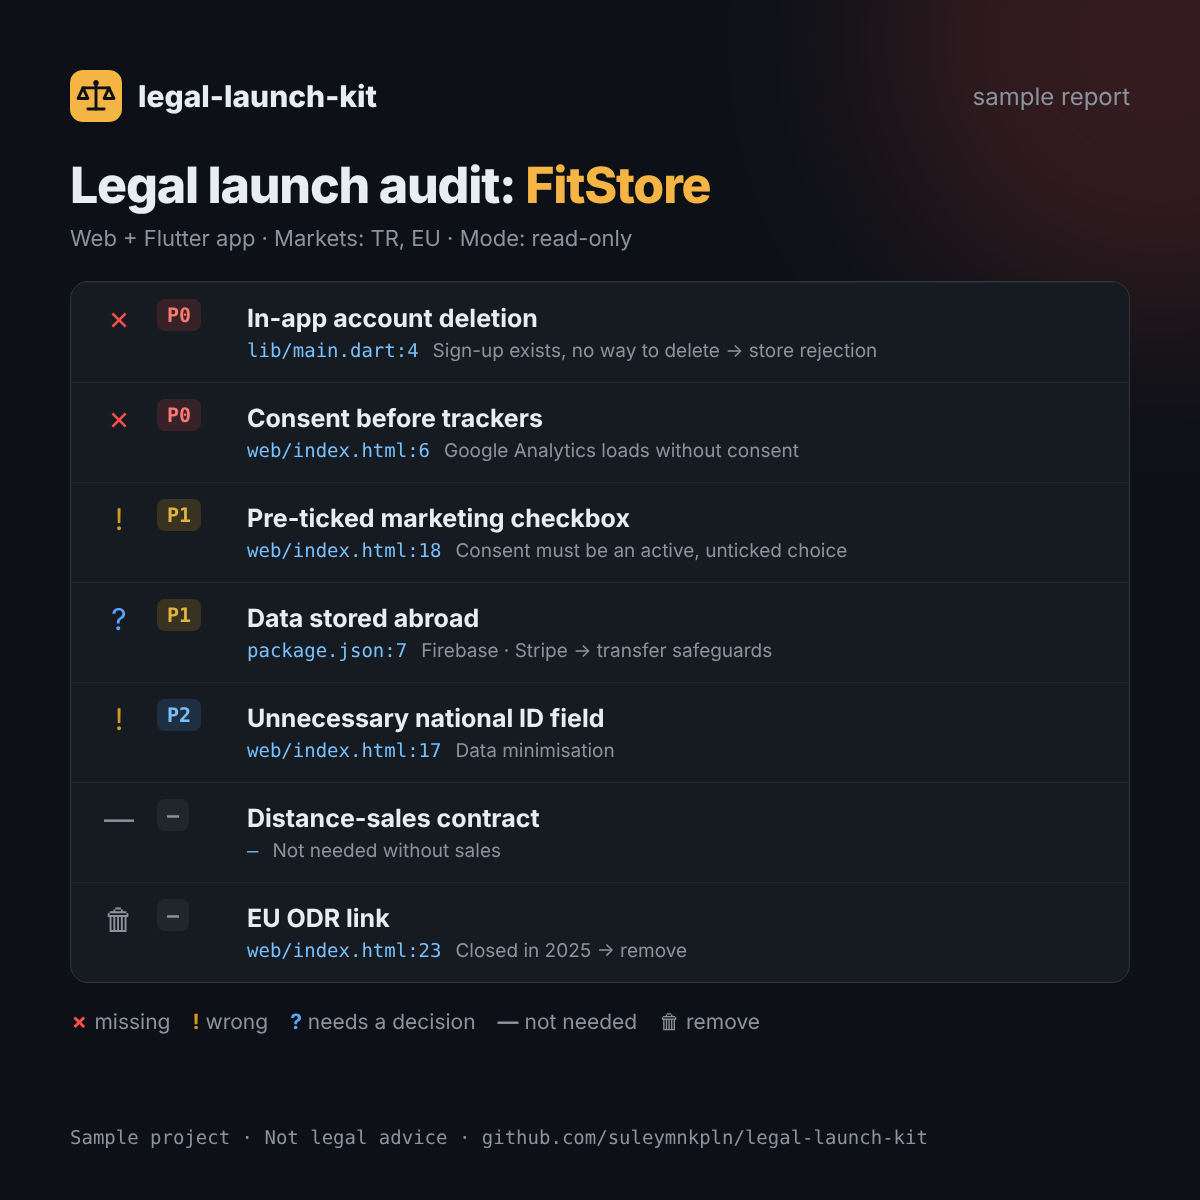 legal-launch-kit
sample report
Legal launch audit: FitStore
Web + Flutter app · Markets: TR, EU · Mode: read-only
× P0 In-app account deletion
lib/main.dart:4 Sign-up exists, no way to delete → store rejection
× P0 Consent before trackers
web/index.html:6 Google Analytics loads without consent
! P1 Pre-ticked marketing checkbox
web/index.html:18 Consent must be an active, unticked choice
? P1 Data stored abroad
package.json:7 Firebase · Stripe → transfer safeguards
! P2 Unnecessary national ID field
web/index.html:17 Data minimisation
— – Distance-sales contract
– Not needed without sales
🗑 – EU ODR link
web/index.html:23 Closed in 2025 → remove
× missing ! wrong ? needs a decision — not needed 🗑 remove
Sample project · Not legal advice · github.com/suleymnkpln/legal-launch-kit